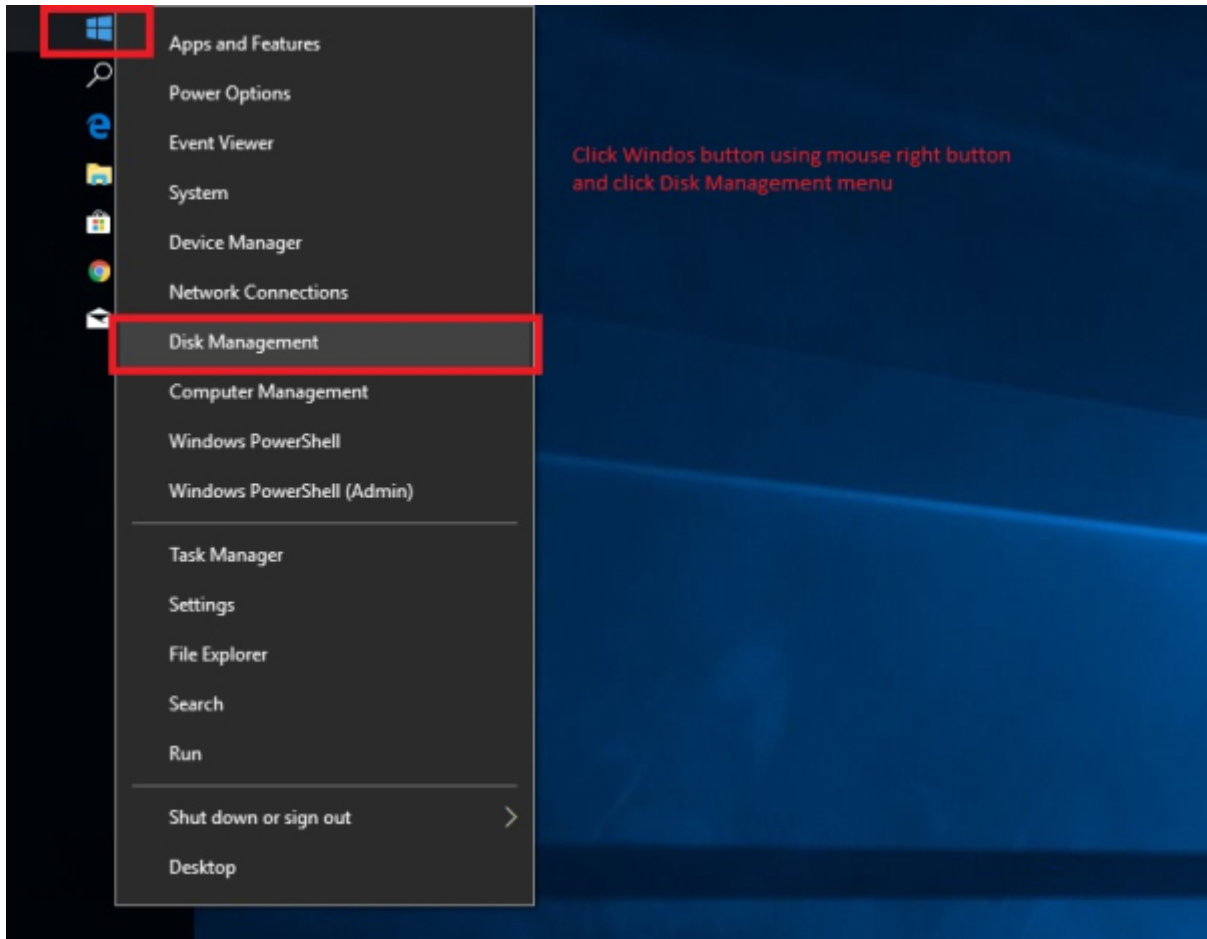 Apps and Features
Power Options
Event Viewer
System
Device Manager
Network Connections
Disk Management
Computer Management
Windows PowerShell
Windows PowerShell (Admin)
Task Manager
Settings
File Explorer
Search
Run
Shut down or sign out
Desktop
Click Windos button using mouse right button
and click Disk Management menu